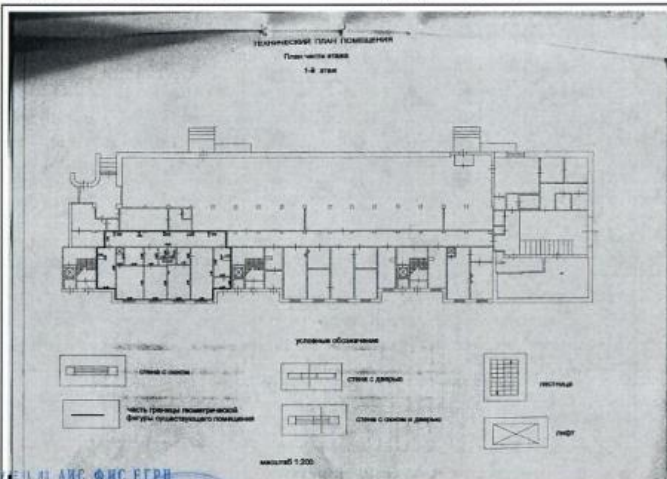 ТЕХНИЧЕСКИЙ ПЛАН ПОМЕЩЕНИЯ
План части этажа
1-й этаж
условные обозначения
стена с окном
стена с дверью
лестница
часть границы геометрической
фигуры существующего помещения
стена с окном и дверью
лифт
масштаб 1:200
ИЗ АИС ФИС ЕГРН